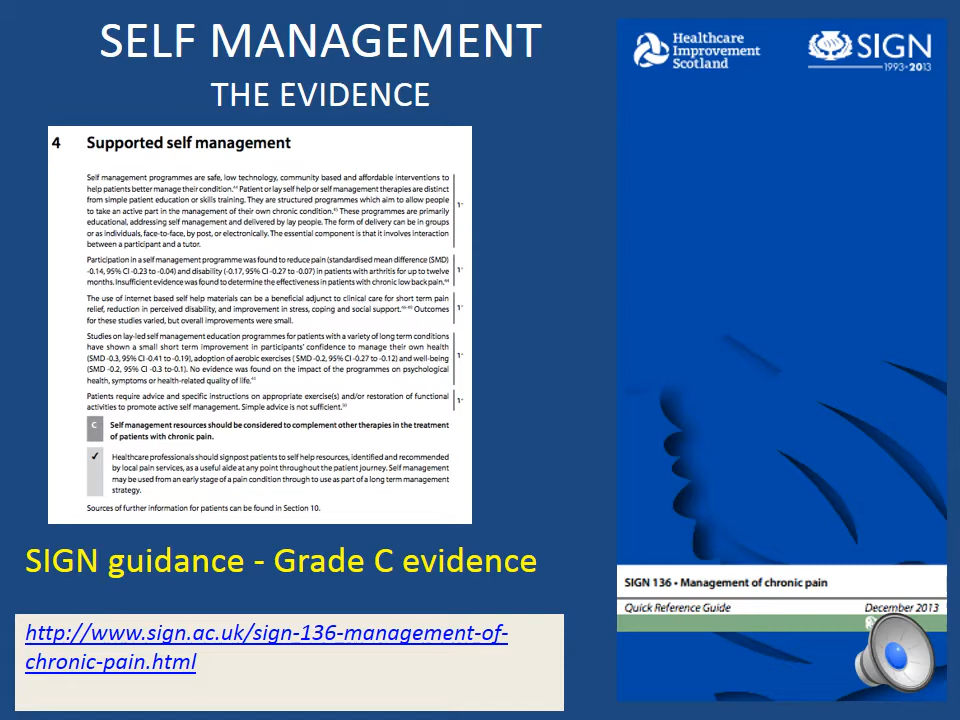 SELF MANAGEMENT
THE EVIDENCE
4 Supported self management
Self management programmes are safe, low technology, community based and affordable interventions to
help patients better manage their condition. Patient or lay self help or self management therapies are distinct
from simple patient education or skills training. They are structured programmes which aim to allow people
to take an active part in the management of their own chronic condition. These programmes are primarily
educational, addressing self management and delivered by lay people. The form of delivery can be in groups
or as individuals, face-to-face, by post, or electronically. The essential component is that it involves interaction
between a participant and a tutor.
Participation in a self management programme was found to reduce pain (standardised mean difference (SMD)
-0.14, 95% CI -0.23 to -0.04) and disability (-0.17, 95% CI -0.27 to -0.07) in patients with arthritis for up to twelve
months. Insufficient evidence was found to determine the effectiveness in patients with chronic low back pain.
The use of internet based self help materials can be a beneficial adjunct to clinical care for short term pain
relief, reduction in perceived disability, and improvement in stress, coping and social support. Outcomes
for these studies varied, but overall improvements were small.
Studies on lay-led self management education programmes for patients with a variety of long term conditions
have shown a small short term improvement in participants' confidence to manage their own health
(SMD -0.3, 95% CI -0.41 to -0.19), adoption of aerobic exercises ( SMD -0.2, 95% CI-0.27 to -0.12) and well-being
(SMD -0.2, 95% CI -0.3 to-0.1). No evidence was found on the impact of the programmes on psychological
health, symptoms or health-related quality of life.
Patients require advice and specific instructions on appropriate exercise(s) and/or restoration of functional
activities to promote active self management. Simple advice is not sufficient.
C Self management resources should be considered to complement other therapies in the treatment
of patients with chronic pain.
✓ Healthcare professionals should signpost patients to self help resources, identified and recommended
by local pain services, as a useful aide at any point throughout the patient journey. Self management
may be used from an early stage of a pain condition through to use as part of a long term management
strategy.
Sources of further information for patients can be found in Section 10.
SIGN guidance - Grade C evidence
http://www.sign.ac.uk/sign-136-management-of-
chronic-pain.html
Healthcare
Improvement
Scotland
SIGN
1993-2013
SIGN 136 • Management of chronic pain
Quick Reference Guide December 2013